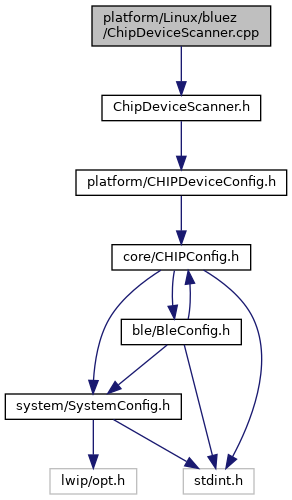 platform/Linux/bluez
/ChipDeviceScanner.cpp
ChipDeviceScanner.h
platform/CHIPDeviceConfig.h
core/CHIPConfig.h
ble/BleConfig.h
system/SystemConfig.h
lwip/opt.h
stdint.h